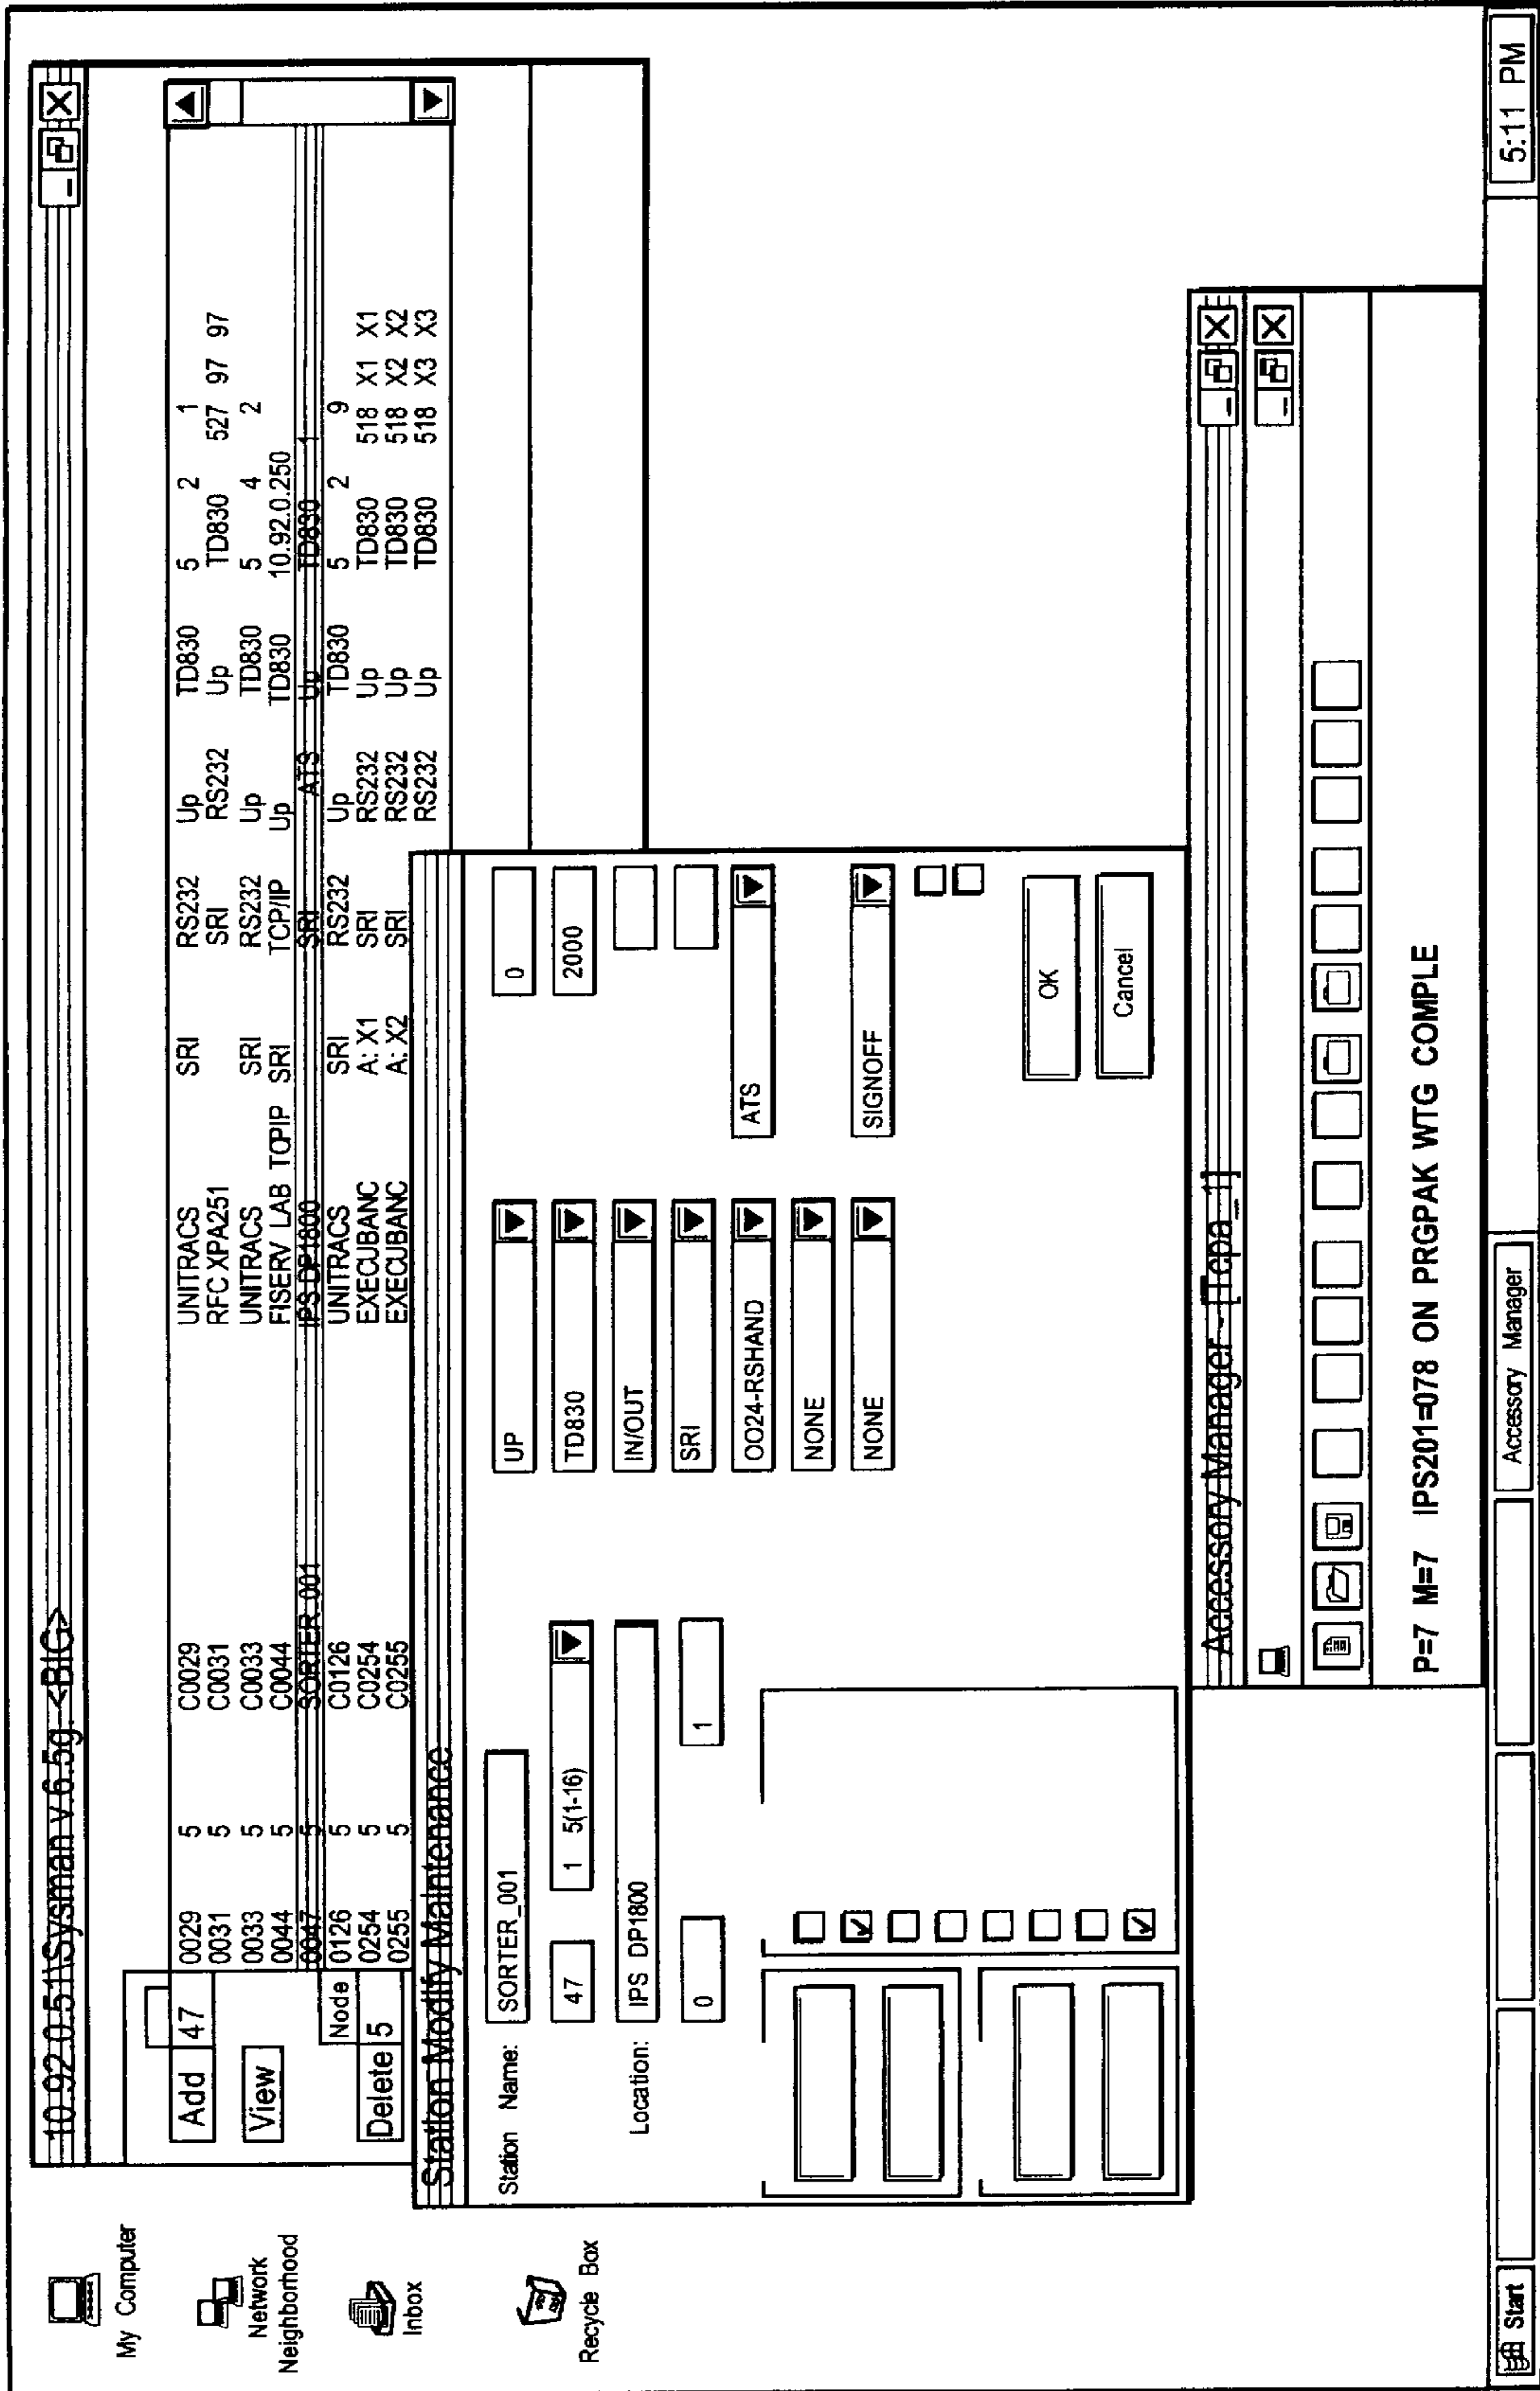 My Computer
Network
Neighborhood
Inbox
Recycle Box
10.92.0.51\Sysman v.6.5g <BIG>
Add 47
View
Node
Delete 5
0029 5 C0029 UNITRACS SRI RS232 Up TD830 5 2 1
0031 5 C0031 RFC XPA251 SRI RS232 Up TD830 527 97 97
0033 5 C0033 UNITRACS SRI RS232 Up TD830 5 4 2
0044 5 C0044 FISERV LAB TOPIP SRI TCP/IP Up TD830 10.92.0.250
0047 5 SORTER_001 IPS DP1800 SRI ATS Up TD830 1
0126 5 C0126 UNITRACS SRI RS232 Up TD830 5 2 9
0254 5 C0254 EXECUBANC A: X1 SRI RS232 Up TD830 518 X1 X1
0255 5 C0255 EXECUBANC A: X2 SRI RS232 Up TD830 518 X2 X2
RS232 Up TD830 518 X3 X3
Station Modify Maintenance
Station Name: SORTER_001 UP 0
47 1 5(1-16) TD830 2000
Location: IPS DP1800 IN/OUT
0 1 SRI
OO24-RSHAND ATS
NONE
NONE SIGNOFF
OK
Cancel
Accessory Manager - [Tcpa_1]
P=7 M=7 IPS201=078 ON PRGPAK WTG COMPLE
Start Accessory Manager 5:11 PM